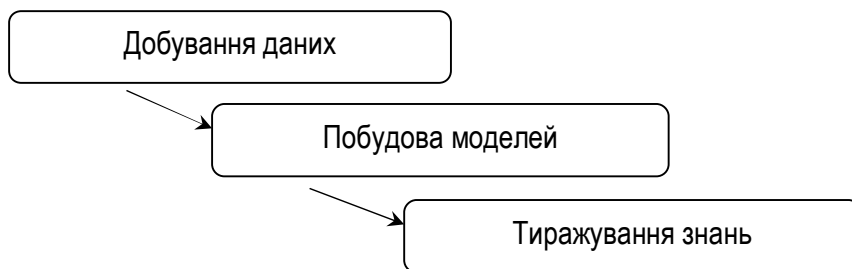 Добування даних
Побудова моделей
Тиражування знань